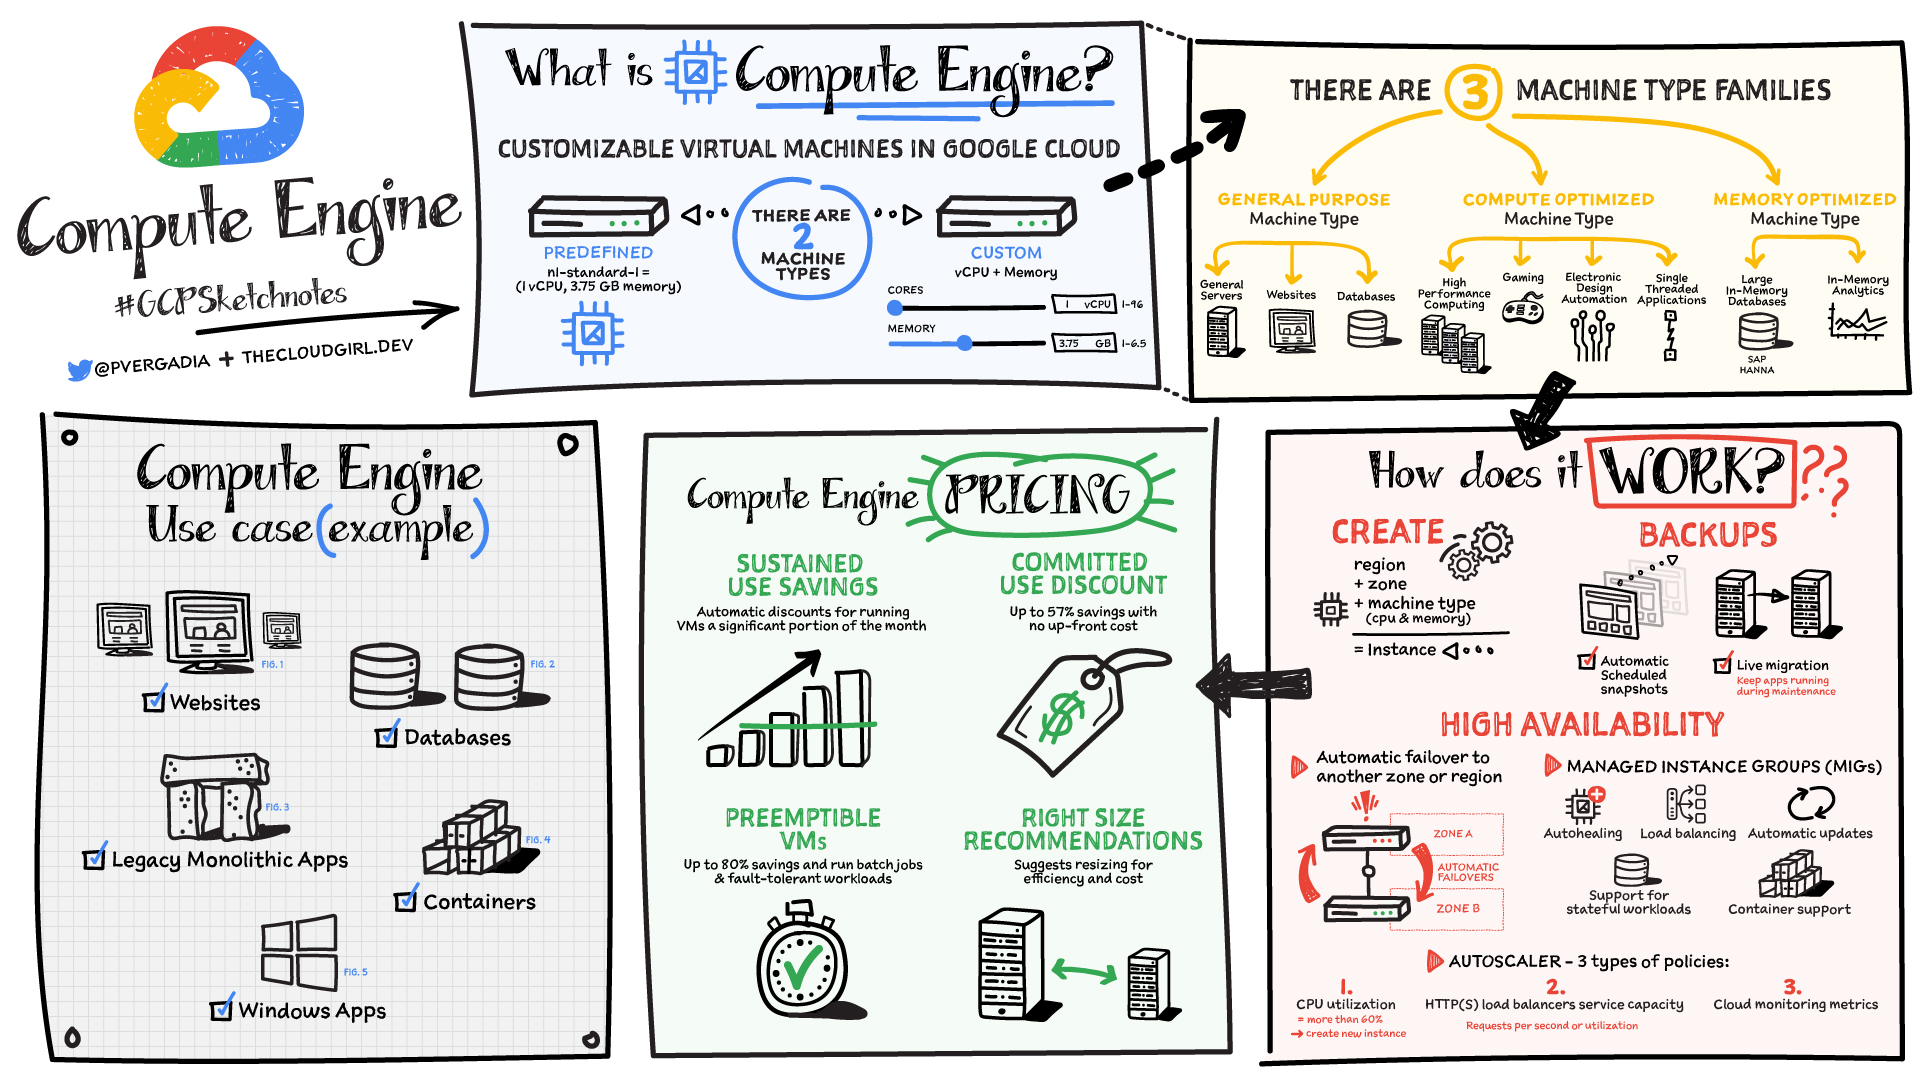 Compute Engine
#GCPSketchnotes
@PVERGADIA + THECLOUDGIRL.DEV
What is Compute Engine?
CUSTOMIZABLE VIRTUAL MACHINES IN GOOGLE CLOUD
THERE ARE
2
MACHINE
TYPES
PREDEFINED
n1-standard-1 =
(1 vCPU, 3.75 GB memory)
CUSTOM
vCPU + Memory
CORES
1 vCPU 1-96
MEMORY
3.75 GB 1-6.5
THERE ARE 3 MACHINE TYPE FAMILIES
GENERAL PURPOSE
Machine Type
General
Servers
Websites
Databases
COMPUTE OPTIMIZED
Machine Type
High
Performance
Computing
Gaming
Electronic
Design
Automation
Single
Threaded
Applications
MEMORY OPTIMIZED
Machine Type
Large
In-Memory
Databases
SAP
HANNA
In-Memory
Analytics
How does it WORK???
CREATE
region
+ zone
+ machine type
(cpu & memory)
= Instance
BACKUPS
Automatic
Scheduled
snapshots
Live migration
Keep apps running
during maintenance
HIGH AVAILABILITY
Automatic failover to
another zone or region
ZONE A
AUTOMATIC
FAILOVERS
ZONE B
MANAGED INSTANCE GROUPS (MIGs)
Autohealing
Load balancing
Automatic updates
Support for
stateful workloads
Container support
AUTOSCALER - 3 types of policies:
1.
CPU utilization
= more than 60%
→ create new instance
2.
HTTP(S) load balancers service capacity
Requests per second or utilization
3.
Cloud monitoring metrics
Compute Engine PRICING
SUSTAINED
USE SAVINGS
Automatic discounts for running
VMs a significant portion of the month
COMMITTED
USE DISCOUNT
Up to 57% savings with
no up-front cost
$
PREEMPTIBLE
VMs
Up to 80% savings and run batch jobs
& fault-tolerant workloads
RIGHT SIZE
RECOMMENDATIONS
Suggests resizing for
efficiency and cost
Compute Engine
Use case (example)
FIG. 1
Websites
FIG. 2
Databases
FIG. 3
Legacy Monolithic Apps
FIG. 4
Containers
FIG. 5
Windows Apps